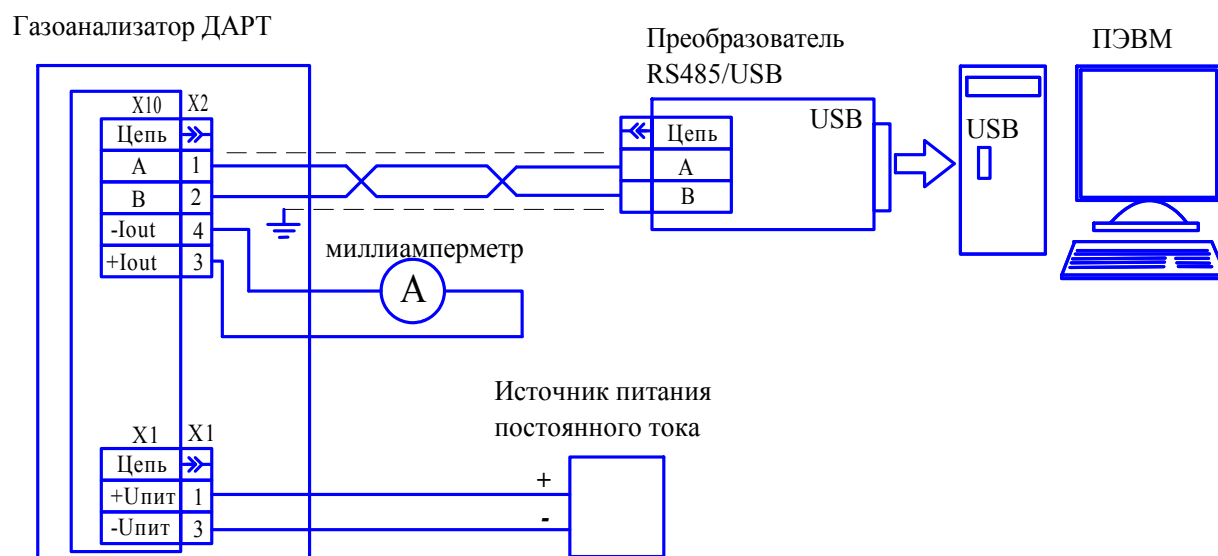 Газоанализатор ДАРТ
Преобразователь
RS485/USB
ПЭВМ
X10 X2
Цепь
A 1
B 2
-Iout 4
+Iout 3
USB
Цепь
A
B
USB
миллиамперметр
A
Источник питания
постоянного тока
X1 X1
Цепь
+Uпит 1
-Uпит 3
+
-